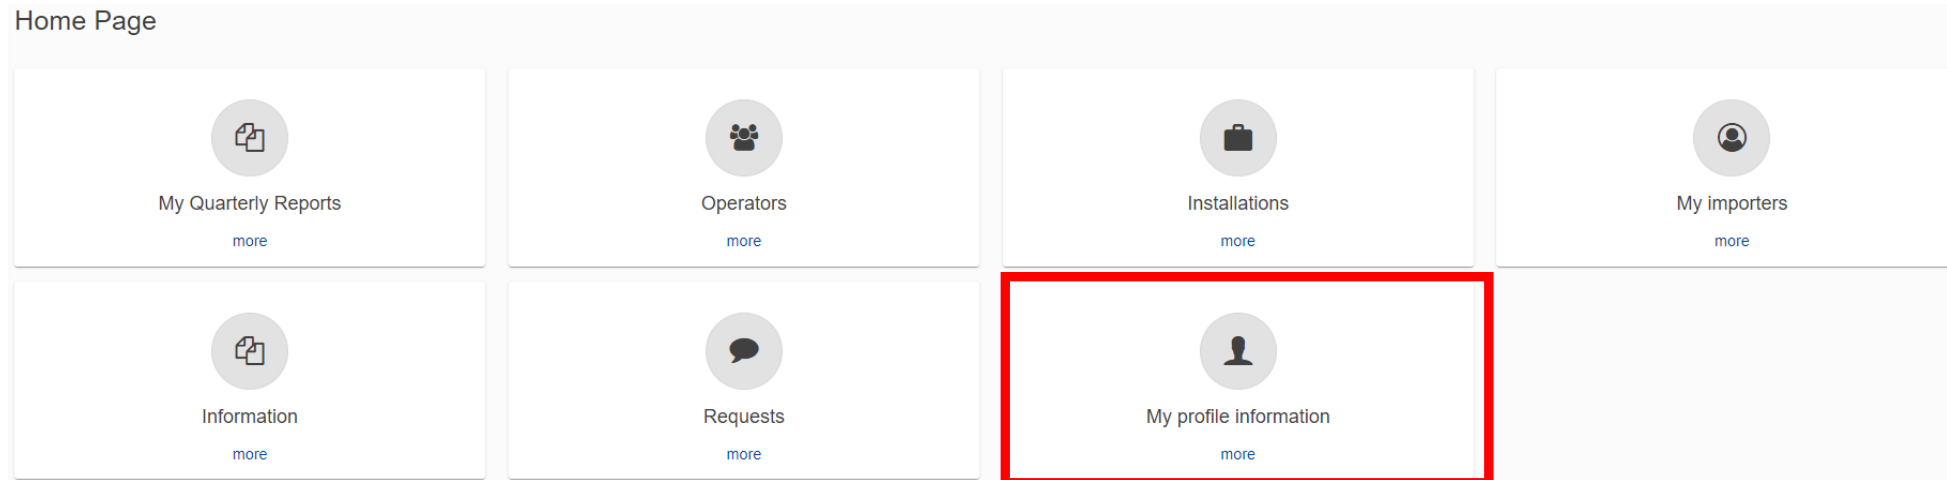 Home Page
My Quarterly Reports
more
Operators
more
Installations
more
My importers
more
Information
more
Requests
more
My profile information
more